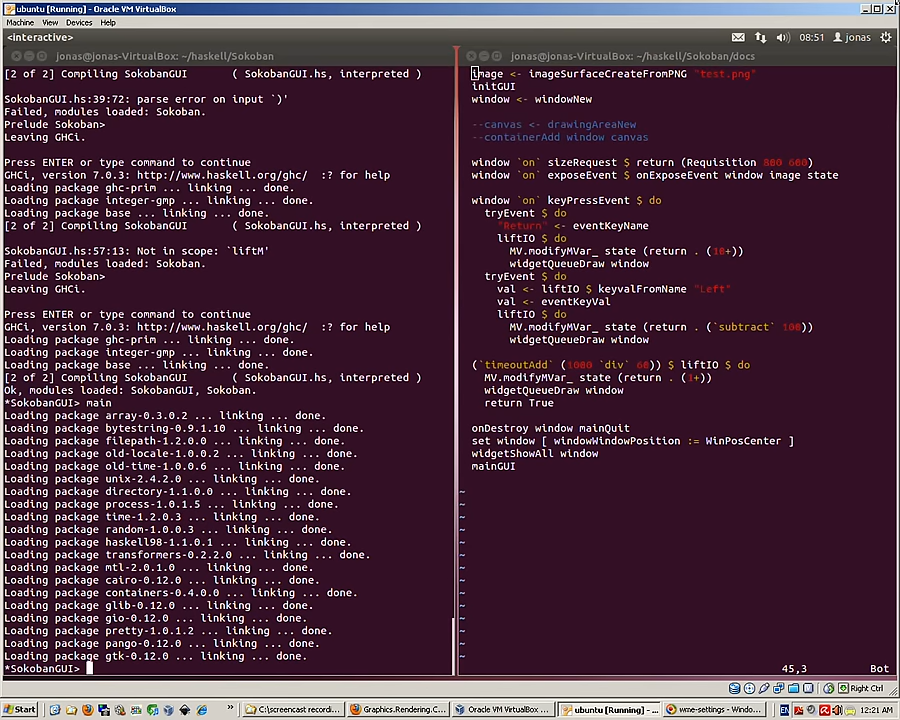 ubuntu [Running] - Oracle VM VirtualBox
Machine View Devices Help
<interactive>
08:51 jonas
jonas@jonas-VirtualBox: ~/haskell/Sokoban
[2 of 2] Compiling SokobanGUI ( SokobanGUI.hs, interpreted )
SokobanGUI.hs:39:72: parse error on input `)'
Failed, modules loaded: Sokoban.
Prelude Sokoban>
Leaving GHCi.
Press ENTER or type command to continue
GHCi, version 7.0.3: http://www.haskell.org/ghc/ :? for help
Loading package ghc-prim ... linking ... done.
Loading package integer-gmp ... linking ... done.
Loading package base ... linking ... done.
[2 of 2] Compiling SokobanGUI ( SokobanGUI.hs, interpreted )
SokobanGUI.hs:57:13: Not in scope: `liftM'
Failed, modules loaded: Sokoban.
Prelude Sokoban>
Leaving GHCi.
Press ENTER or type command to continue
GHCi, version 7.0.3: http://www.haskell.org/ghc/ :? for help
Loading package ghc-prim ... linking ... done.
Loading package integer-gmp ... linking ... done.
Loading package base ... linking ... done.
[2 of 2] Compiling SokobanGUI ( SokobanGUI.hs, interpreted )
Ok, modules loaded: SokobanGUI, Sokoban.
*SokobanGUI> main
Loading package array-0.3.0.2 ... linking ... done.
Loading package bytestring-0.9.1.10 ... linking ... done.
Loading package filepath-1.2.0.0 ... linking ... done.
Loading package old-locale-1.0.0.2 ... linking ... done.
Loading package old-time-1.0.0.6 ... linking ... done.
Loading package unix-2.4.2.0 ... linking ... done.
Loading package directory-1.1.0.0 ... linking ... done.
Loading package process-1.0.1.5 ... linking ... done.
Loading package time-1.2.0.3 ... linking ... done.
Loading package random-1.0.0.3 ... linking ... done.
Loading package haskell98-1.1.0.1 ... linking ... done.
Loading package transformers-0.2.2.0 ... linking ... done.
Loading package mtl-2.0.1.0 ... linking ... done.
Loading package cairo-0.12.0 ... linking ... done.
Loading package containers-0.4.0.0 ... linking ... done.
Loading package glib-0.12.0 ... linking ... done.
Loading package gio-0.12.0 ... linking ... done.
Loading package pretty-1.0.1.2 ... linking ... done.
Loading package pango-0.12.0 ... linking ... done.
Loading package gtk-0.12.0 ... linking ... done.
*SokobanGUI>
jonas@jonas-VirtualBox: ~/haskell/Sokoban/docs
image <- imageSurfaceCreateFromPNG "test.png"
initGUI
window <- windowNew
--canvas <- drawingAreaNew
--containerAdd window canvas
window `on` sizeRequest $ return (Requisition 800 600)
window `on` exposeEvent $ onExposeEvent window image state
window `on` keyPressEvent $ do
tryEvent $ do
"Return" <- eventKeyName
liftIO $ do
MV.modifyMVar_ state (return . (10+))
widgetQueueDraw window
tryEvent $ do
val <- liftIO $ keyvalFromName "Left"
val <- eventKeyVal
liftIO $ do
MV.modifyMVar_ state (return . (`subtract` 100))
widgetQueueDraw window
(`timeoutAdd` (1000 `div` 60)) $ liftIO $ do
MV.modifyMVar_ state (return . (1+))
widgetQueueDraw window
return True
onDestroy window mainQuit
set window [ windowWindowPosition := WinPosCenter ]
widgetShowAll window
mainGUI
~
~
~
~
~
~
~
~
~
~
~
~
~
~
45,3 Bot
Right Ctrl
Start
C:\screencast recordi...
Graphics.Rendering.C...
VirtualBox OSE/ Virtual...